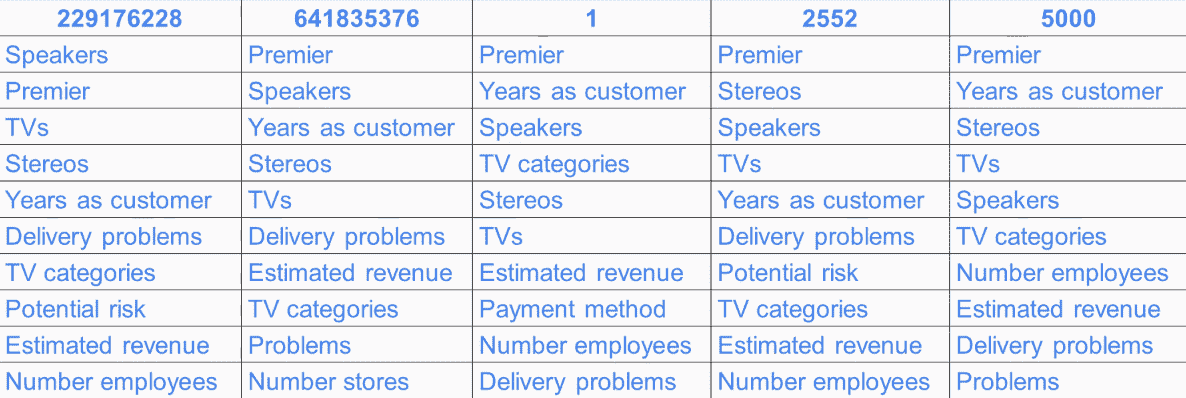 229176228 641835376 1 2552 5000
Speakers Premier Premier Premier Premier
Premier Speakers Years as customer Stereos Years as customer
TVs Years as customer Speakers Speakers Stereos
Stereos Stereos TV categories TVs TVs
Years as customer TVs Stereos Years as customer Speakers
Delivery problems Delivery problems TVs Delivery problems TV categories
TV categories Estimated revenue Estimated revenue Potential risk Number employees
Potential risk TV categories Payment method TV categories Estimated revenue
Estimated revenue Problems Number employees Estimated revenue Delivery problems
Number employees Number stores Delivery problems Number employees Problems